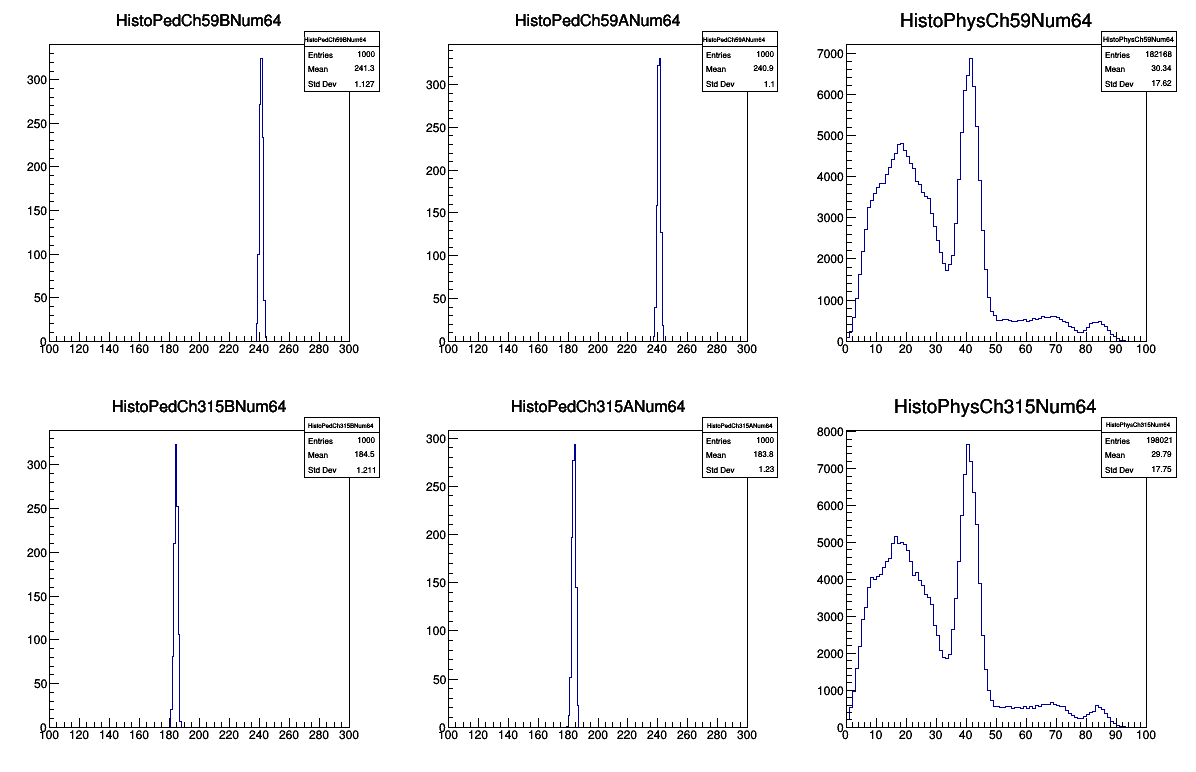 HistoPedCh59BNum64
HistoPedCh59BNum64
Entries 1000
Mean 241.3
Std Dev 1.127
300
250
200
150
100
50
0
100 120 140 160 180 200 220 240 260 280 300
HistoPedCh59ANum64
HistoPedCh59ANum64
Entries 1000
Mean 240.9
Std Dev 1.1
300
250
200
150
100
50
0
100 120 140 160 180 200 220 240 260 280 300
HistoPhysCh59Num64
HistoPhysCh59Num64
Entries 182168
Mean 30.34
Std Dev 17.62
7000
6000
5000
4000
3000
2000
1000
0
0 10 20 30 40 50 60 70 80 90 100
HistoPedCh315BNum64
HistoPedCh315BNum64
Entries 1000
Mean 184.5
Std Dev 1.211
300
250
200
150
100
50
0
100 120 140 160 180 200 220 240 260 280 300
HistoPedCh315ANum64
HistoPedCh315ANum64
Entries 1000
Mean 183.8
Std Dev 1.23
300
250
200
150
100
50
0
100 120 140 160 180 200 220 240 260 280 300
HistoPhysCh315Num64
HistoPhysCh315Num64
Entries 198021
Mean 29.79
Std Dev 17.75
8000
7000
6000
5000
4000
3000
2000
1000
0
0 10 20 30 40 50 60 70 80 90 100